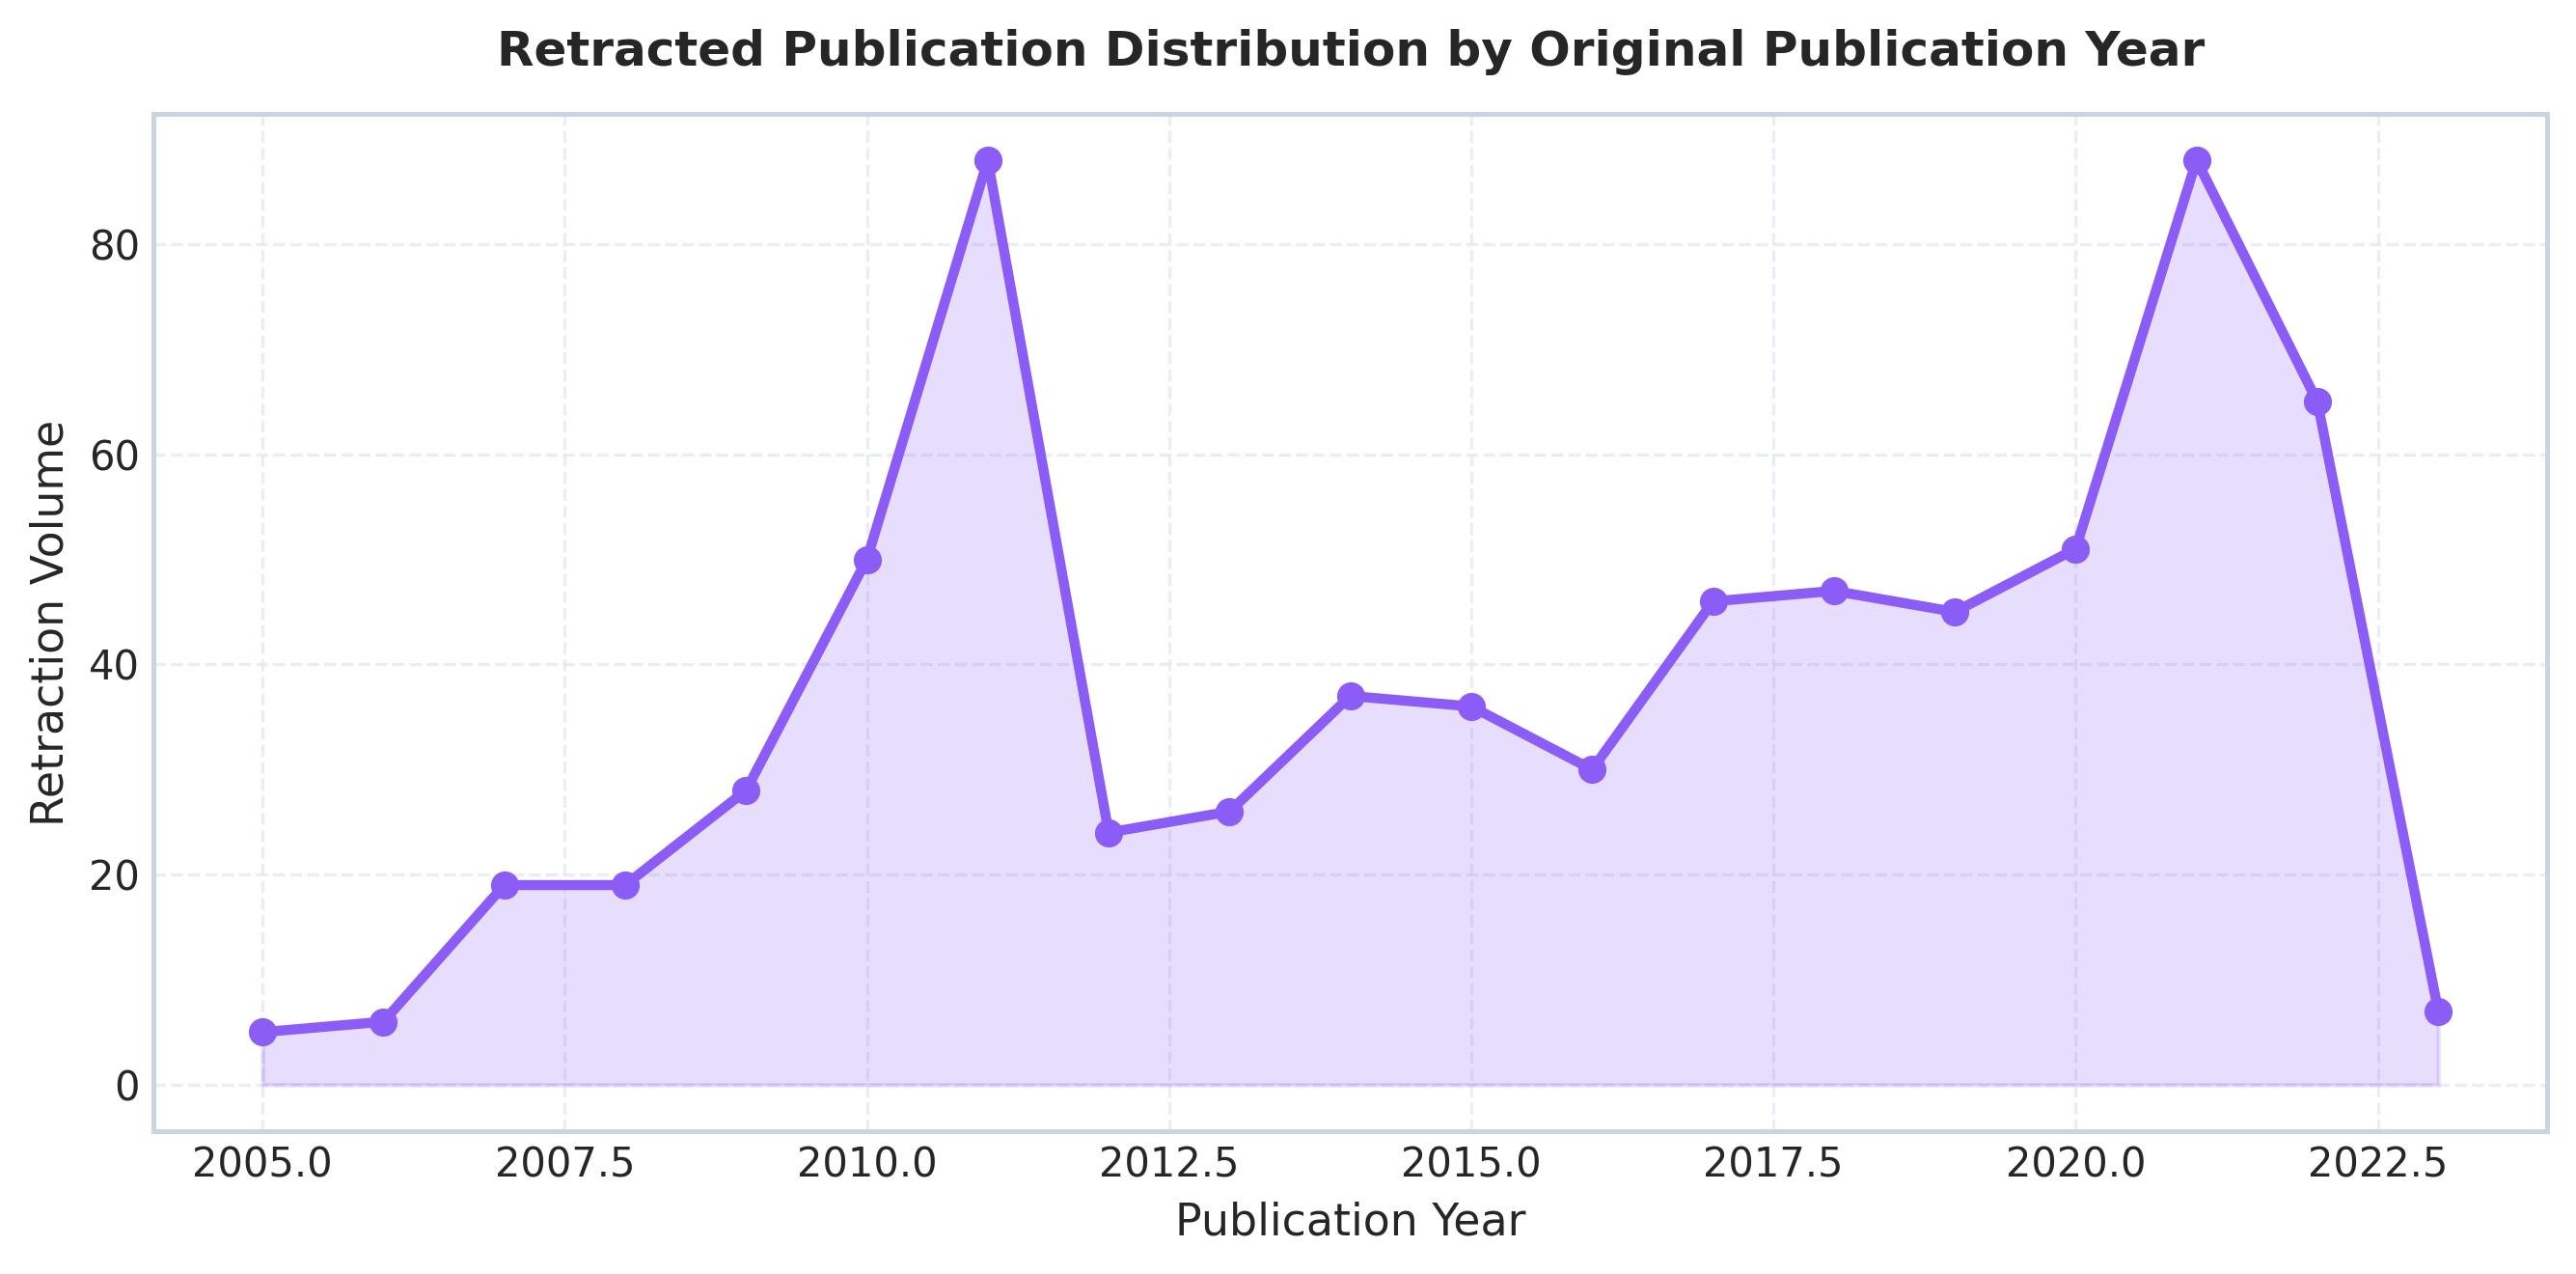 Retracted Publication Distribution by Original Publication Year
Retraction Volume
80
60
40
20
0
2005.0 2007.5 2010.0 2012.5 2015.0 2017.5 2020.0 2022.5
Publication Year